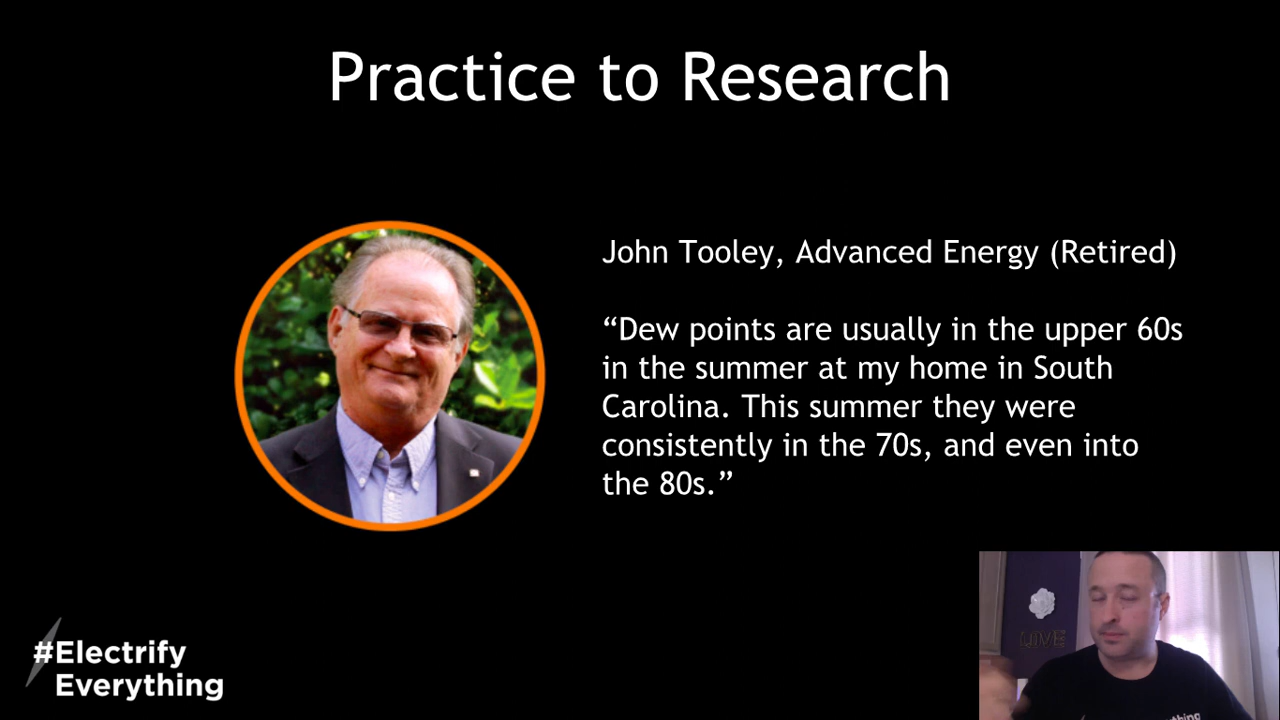 Practice to Research
John Tooley, Advanced Energy (Retired)
“Dew points are usually in the upper 60s
in the summer at my home in South
Carolina. This summer they were
consistently in the 70s, and even into
the 80s.”
#Electrify
Everything
LOVE